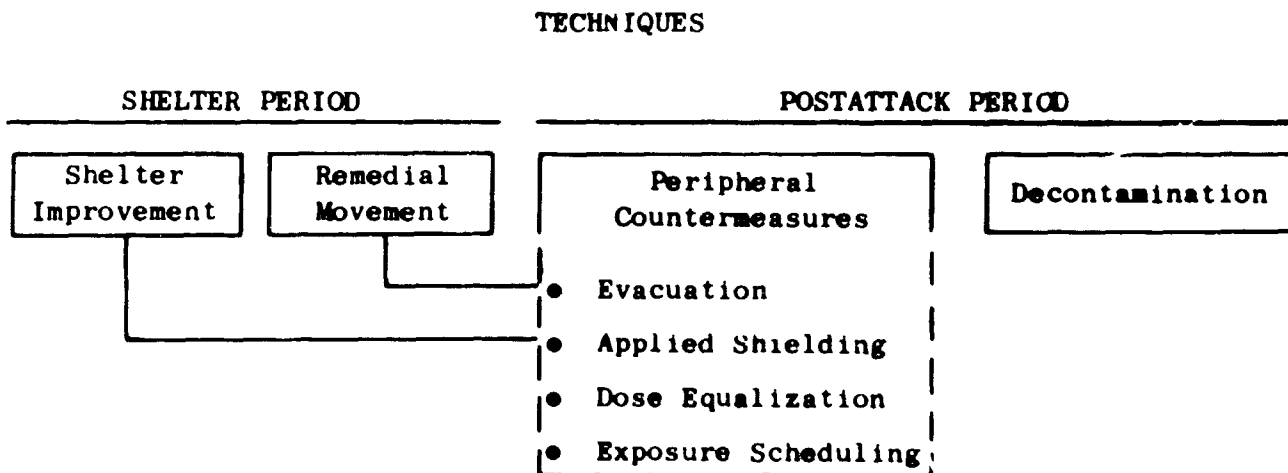 TECHNIQUES
SHELTER PERIOD
POSTATTACK PERIOD
Shelter
Improvement
Remedial
Movement
Peripheral
Countermeasures
Decontamination
● Evacuation
● Applied Shielding
● Dose Equalization
● Exposure Scheduling